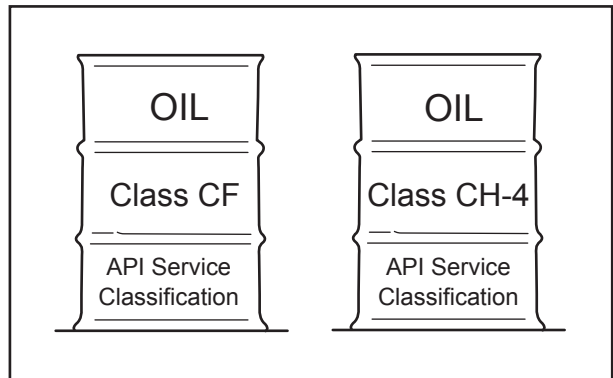 OIL
Class CF
API Service
Classification
OIL
Class CH-4
API Service
Classification